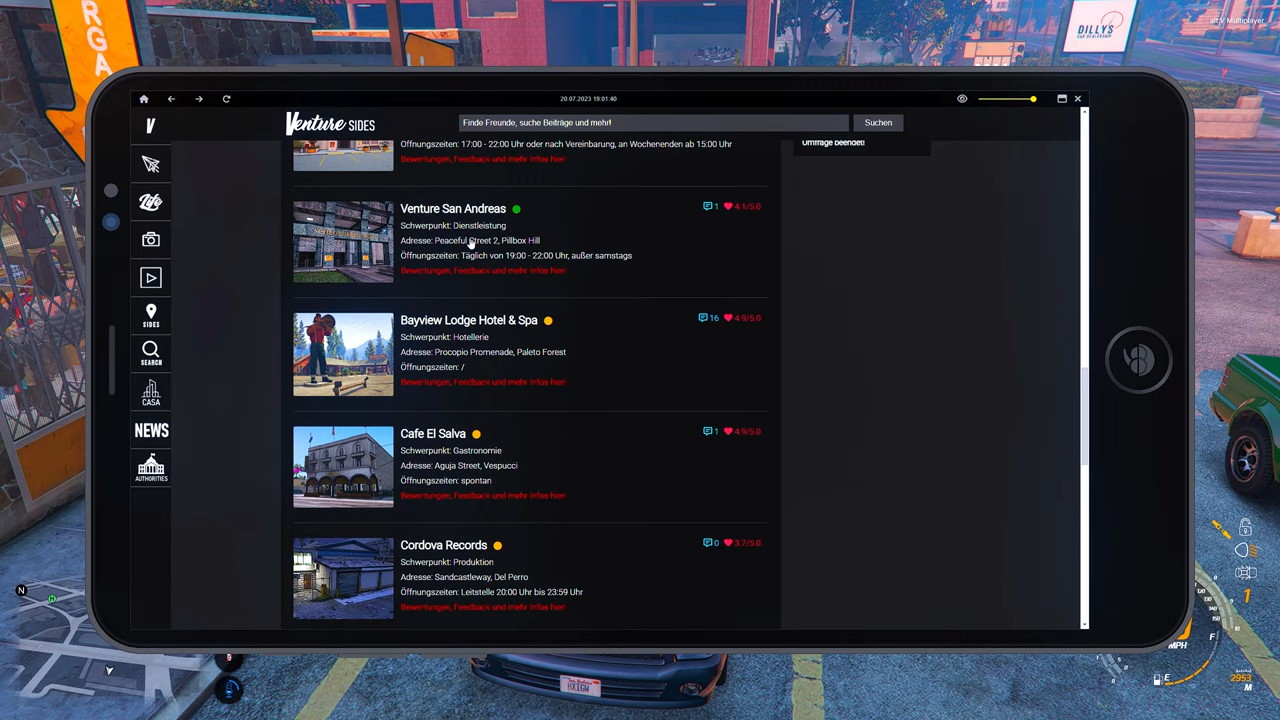 RGA
alt:V Multiplayer
DILLYS
CAR DEALERSHIP
20.07.2023 19:01:40
V
Venture SIDES
Finde Freunde, suche Beiträge und mehr!
Suchen
Life
SIDES
SEARCH
CASA
NEWS
AUTHORITIES
Öffnungszeiten: 17:00 - 22:00 Uhr oder nach Vereinbarung, an Wochenenden ab 15:00 Uhr
Bewertungen, Feedback und mehr Infos hier!
Umfrage beendet!
Venture San Andreas
1 4.1/5.0
Schwerpunkt: Dienstleistung
Adresse: Peaceful Street 2, Pillbox Hill
Öffnungszeiten: Täglich von 19:00 - 22:00 Uhr, außer samstags
Bewertungen, Feedback und mehr Infos hier!
Bayview Lodge Hotel & Spa
16 4.9/5.0
Schwerpunkt: Hotellerie
Adresse: Procopio Promenade, Paleto Forest
Öffnungszeiten: /
Bewertungen, Feedback und mehr Infos hier!
Cafe El Salva
1 4.9/5.0
Schwerpunkt: Gastronomie
Adresse: Aguja Street, Vespucci
Öffnungszeiten: spontan
Bewertungen, Feedback und mehr Infos hier!
Cordova Records
0 3.7/5.0
Schwerpunkt: Produktion
Adresse: Sandcastleway, Del Perro
Öffnungszeiten: Leitstelle 20:00 Uhr bis 23:59 Uhr
Bewertungen, Feedback und mehr Infos hier!
N
1
F
MPH
E
2953
M